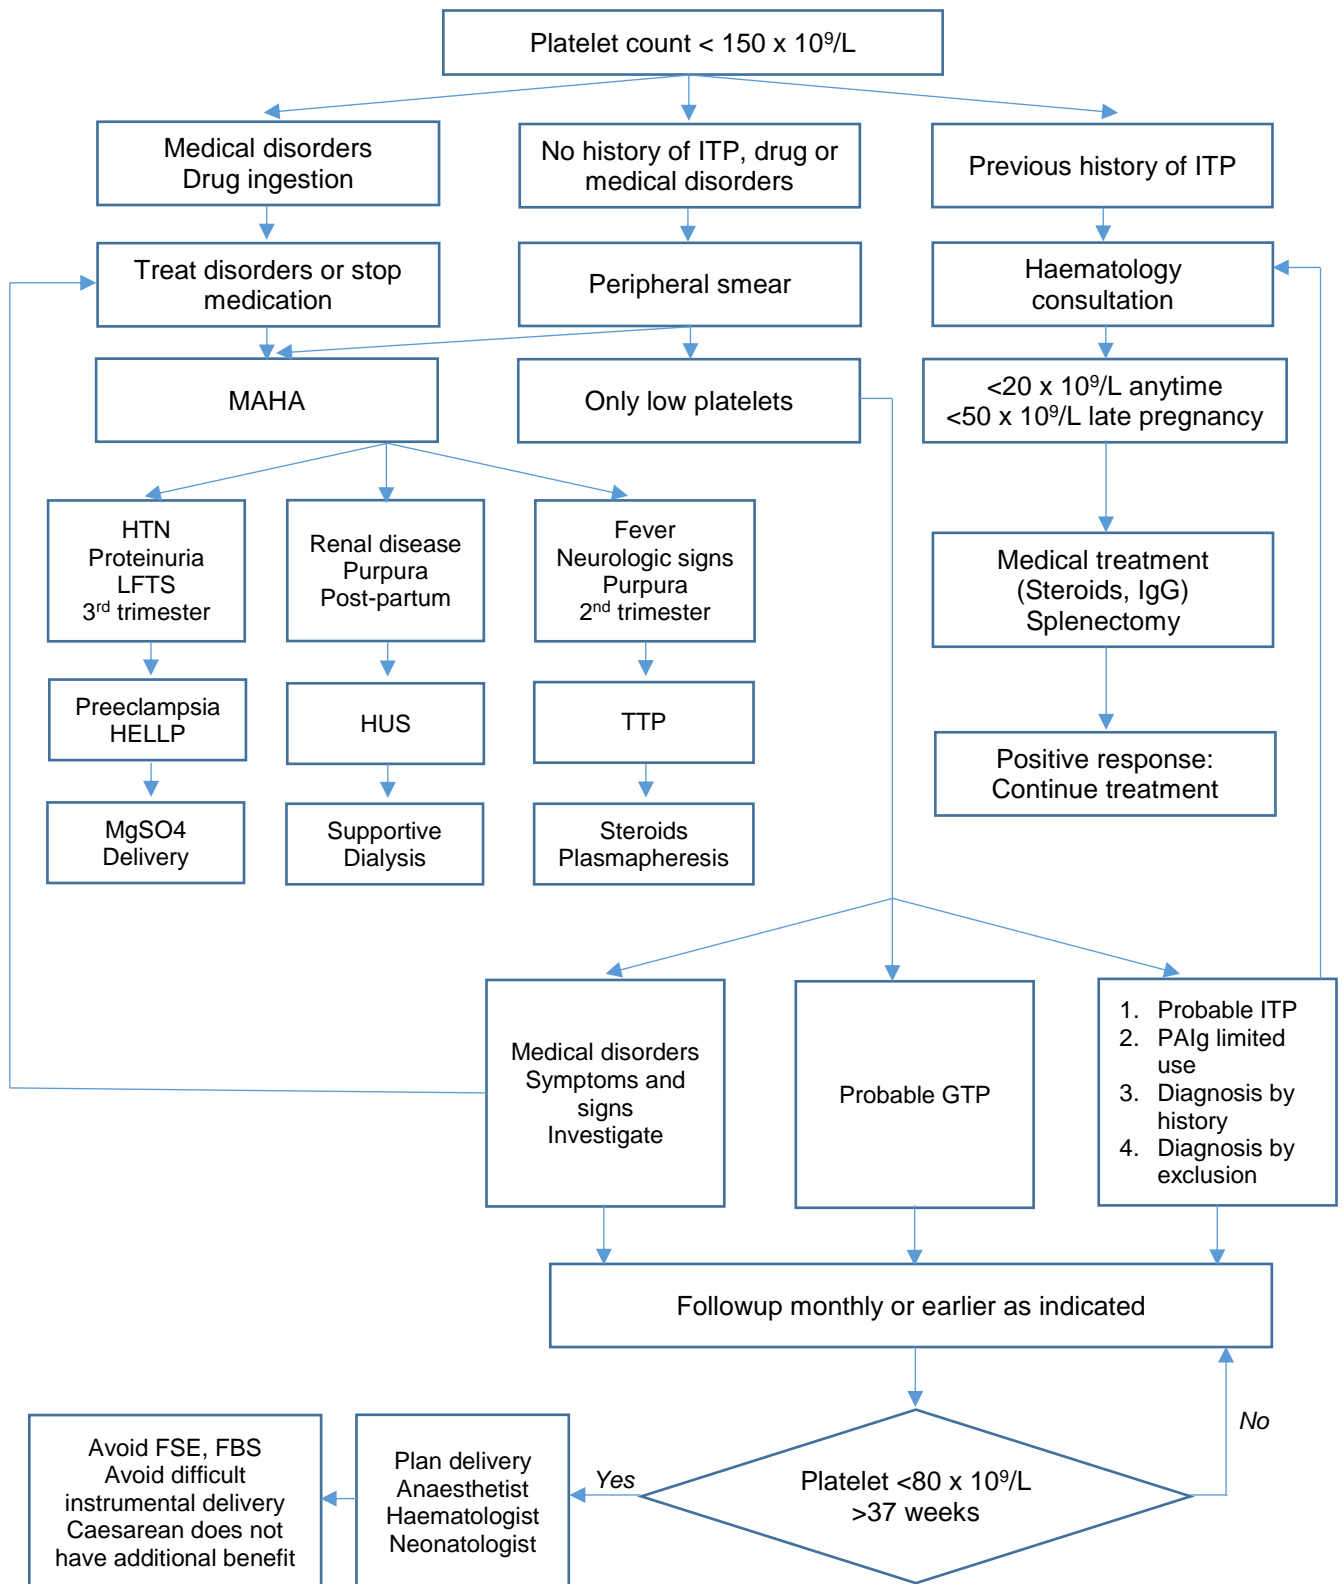 Platelet count < 150 x 10⁹/L
Medical disorders
Drug ingestion
No history of ITP, drug or
medical disorders
Previous history of ITP
Treat disorders or stop
medication
Peripheral smear
Haematology
consultation
MAHA
Only low platelets
<20 x 10⁹/L anytime
<50 x 10⁹/L late pregnancy
HTN
Proteinuria
LFTS
3rd trimester
Renal disease
Purpura
Post-partum
Fever
Neurologic signs
Purpura
2nd trimester
Medical treatment
(Steroids, IgG)
Splenectomy
Preeclampsia
HELLP
HUS
TTP
Positive response:
Continue treatment
MgSO4
Delivery
Supportive
Dialysis
Steroids
Plasmapheresis
Medical disorders
Symptoms and
signs
Investigate
Probable GTP
1. Probable ITP
2. PAIg limited
use
3. Diagnosis by
history
4. Diagnosis by
exclusion
Followup monthly or earlier as indicated
No
Platelet <80 x 10⁹/L
>37 weeks
Yes
Plan delivery
Anaesthetist
Haematologist
Neonatologist
Avoid FSE, FBS
Avoid difficult
instrumental delivery
Caesarean does not
have additional benefit